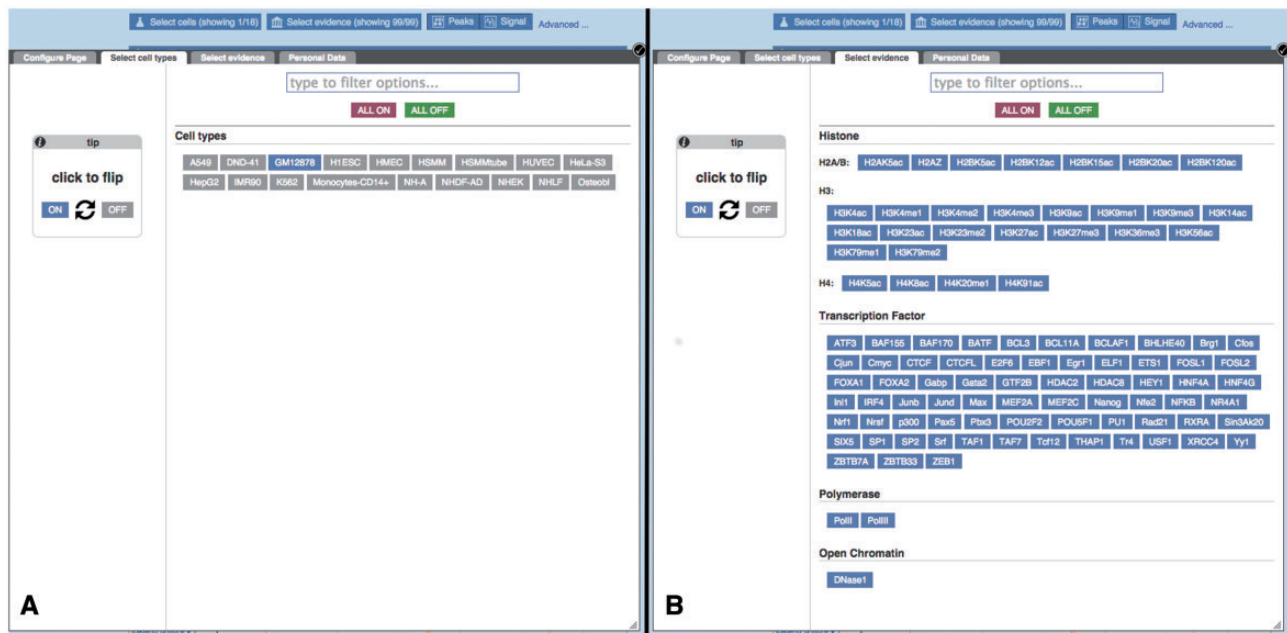 Select cells (showing 1/18) Select evidence (showing 99/99) Peaks Signal Advanced ...
Configure Page Select cell types Select evidence Personal Data
type to filter options...
ALL ON ALL OFF
tip
click to flip
ON OFF
Cell types
A549 DND-41 GM12878 H1ESC HMEC HSMM HSMMtube HUVEC HeLa-S3
HepG2 IMR90 K562 Monocytes-CD14+ NH-A NHDF-AD NHEK NHLF Osteobl
A
Select cells (showing 1/18) Select evidence (showing 99/99) Peaks Signal Advanced ...
Configure Page Select cell types Select evidence Personal Data
type to filter options...
ALL ON ALL OFF
tip
click to flip
ON OFF
Histone
H2A/B: H2AK5ac H2AZ H2BK5ac H2BK12ac H2BK15ac H2BK20ac H2BK120ac
H3:
H3K4ac H3K4me1 H3K4me2 H3K4me3 H3K9ac H3K9me1 H3K9me3 H3K14ac
H3K18ac H3K23ac H3K23me2 H3K27ac H3K27me3 H3K36me3 H3K56ac
H3K79me1 H3K79me2
H4: H4K5ac H4K8ac H4K20me1 H4K91ac
Transcription Factor
ATF3 BAF155 BAF170 BATF BCL3 BCL11A BCLAF1 BHLHE40 Brg1 Cfos
Cjun Cmyc CTCF CTCFL E2F6 EBF1 Egr1 ELF1 ETS1 FOSL1 FOSL2
FOXA1 FOXA2 Gabp Gata2 GTF2B HDAC2 HDAC8 HEY1 HNF4A HNF4G
Ini1 IRF4 Junb Jund Max MEF2A MEF2C Nanog Nfe2 NFKB NR4A1
Nrf1 Nrsf p300 Pax5 Pbx3 POU2F2 POU5F1 PU1 Rad21 RXRA Sin3Ak20
SIX5 SP1 SP2 Srf TAF1 TAF7 Tcf12 THAP1 Tr4 USF1 XRCC4 Yy1
ZBTB7A ZBTB33 ZEB1
Polymerase
PolII PolIII
Open Chromatin
DNase1
B